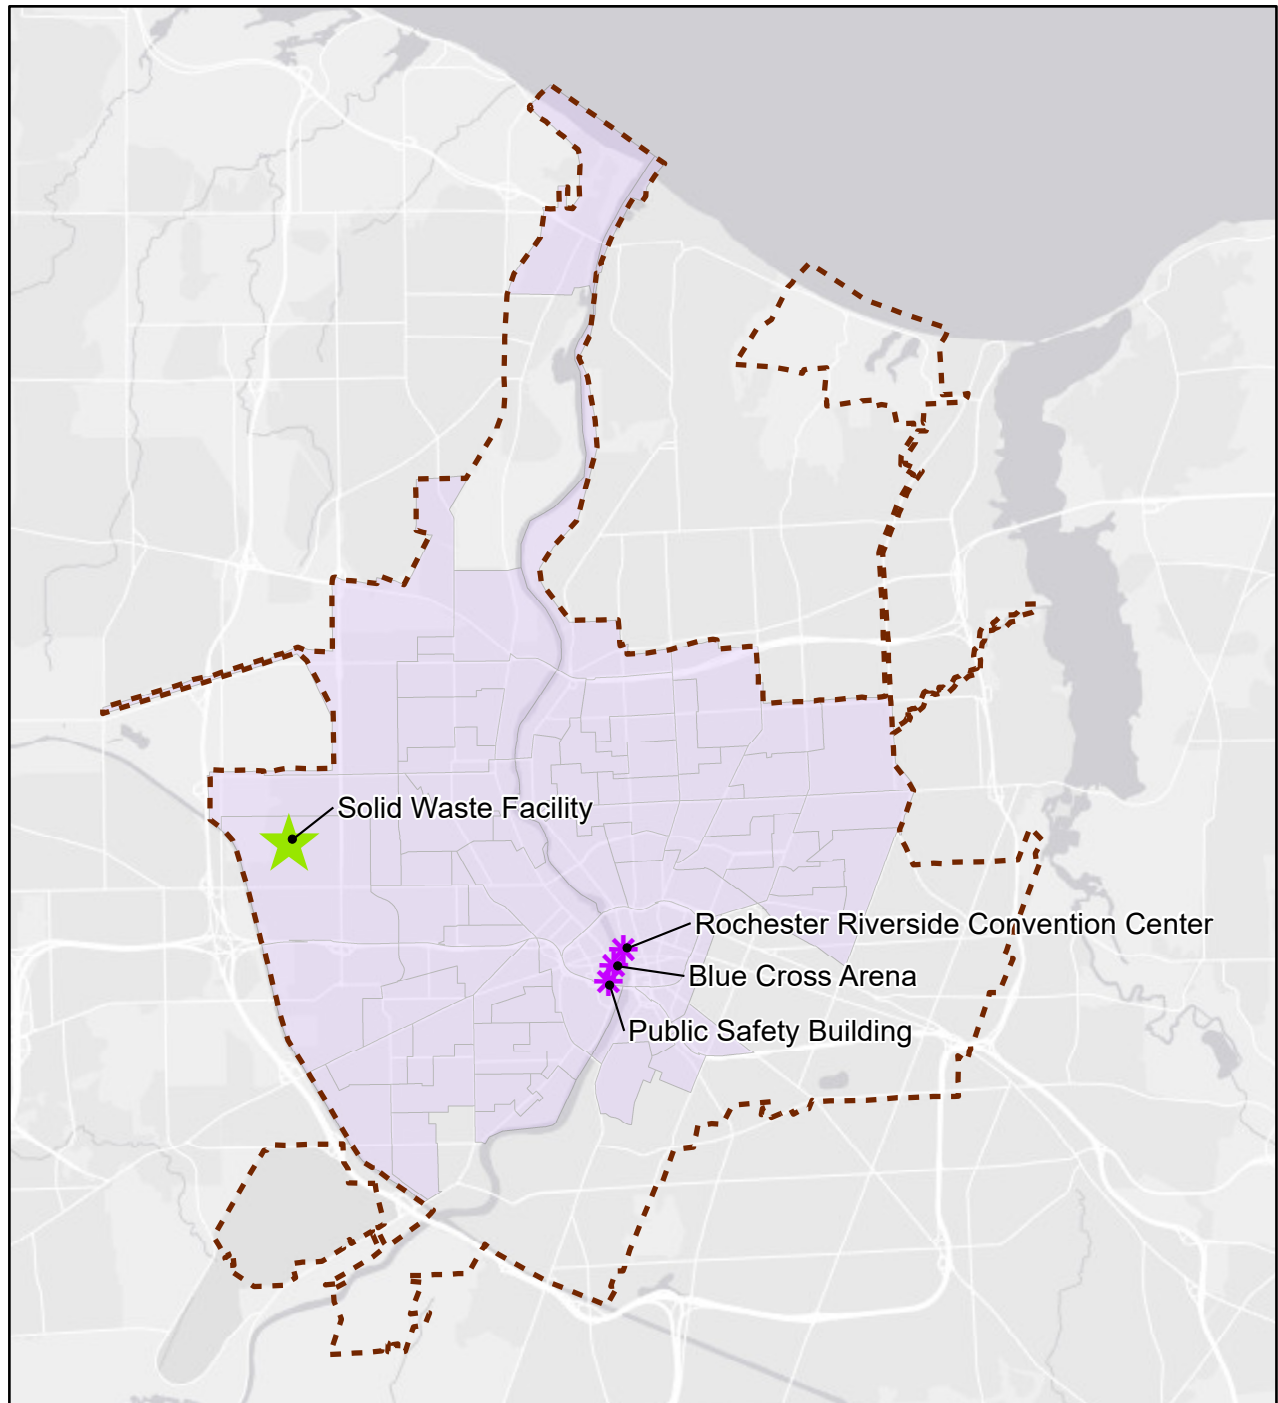 Solid Waste Facility
Rochester Riverside Convention Center
Blue Cross Arena
Public Safety Building